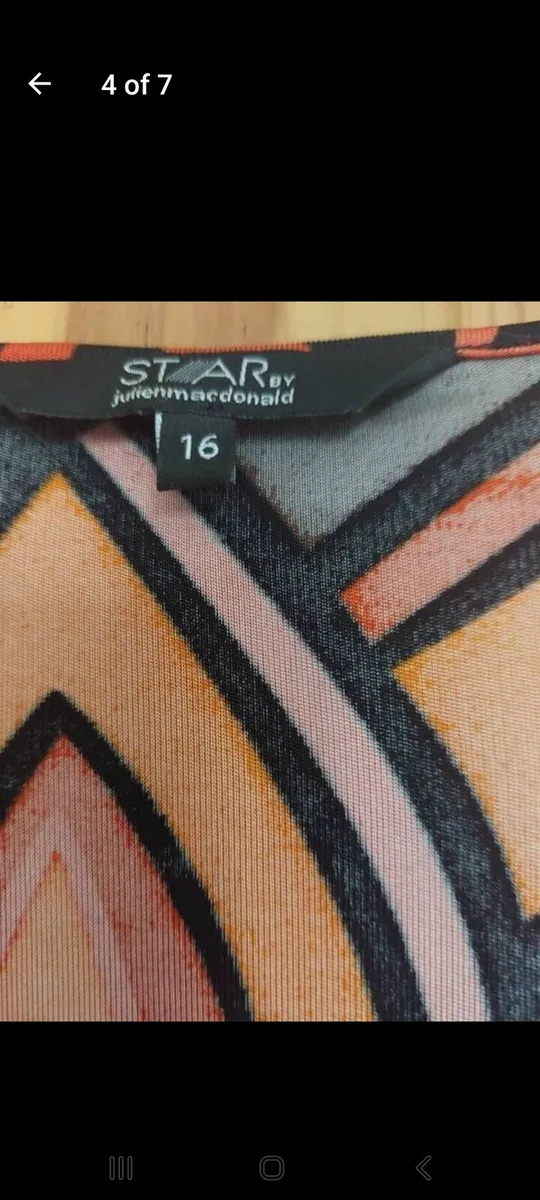 4 of 7
STAR BY
julienmacdonald
16